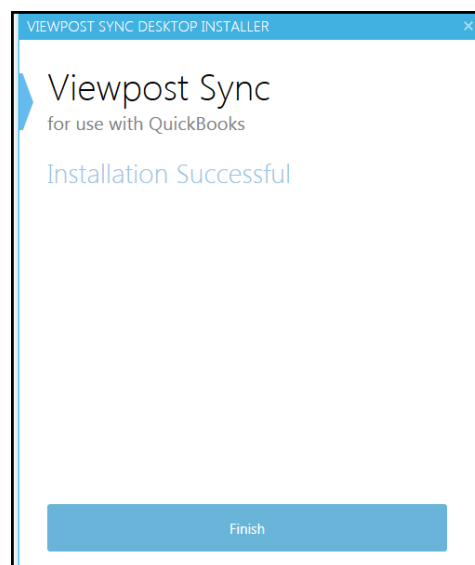 VIEWPOST SYNC DESKTOP INSTALLER
Viewpost Sync
for use with QuickBooks
Installation Successful
Finish